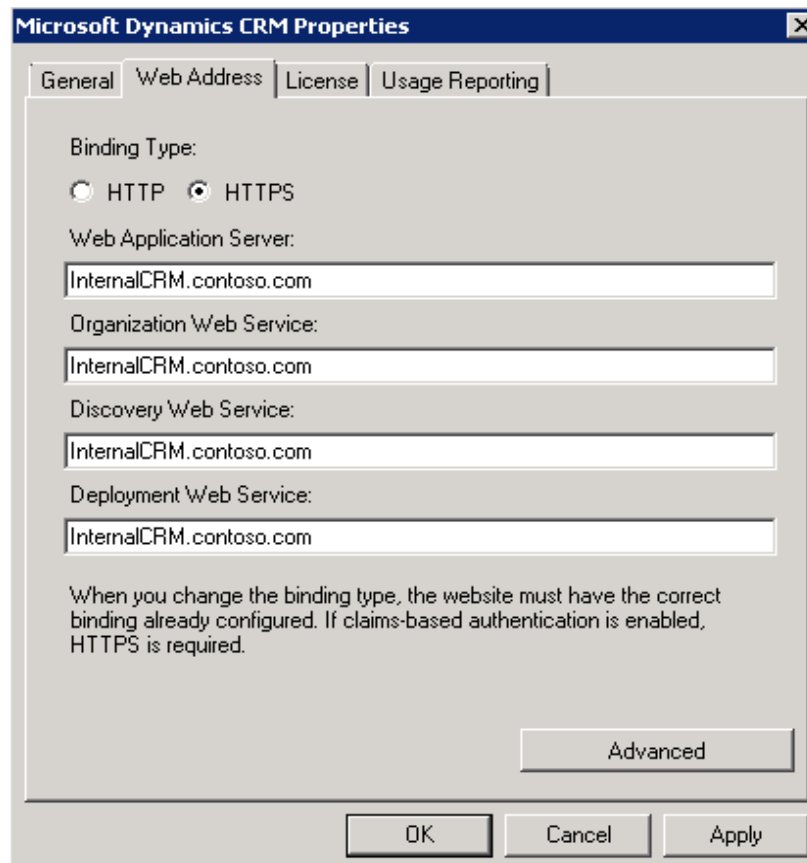 Microsoft Dynamics CRM Properties
General Web Address License Usage Reporting
Binding Type:
HTTP HTTPS
Web Application Server:
InternalCRM.contoso.com
Organization Web Service:
InternalCRM.contoso.com
Discovery Web Service:
InternalCRM.contoso.com
Deployment Web Service:
InternalCRM.contoso.com
When you change the binding type, the website must have the correct
binding already configured. If claims-based authentication is enabled,
HTTPS is required.
Advanced
OK Cancel Apply